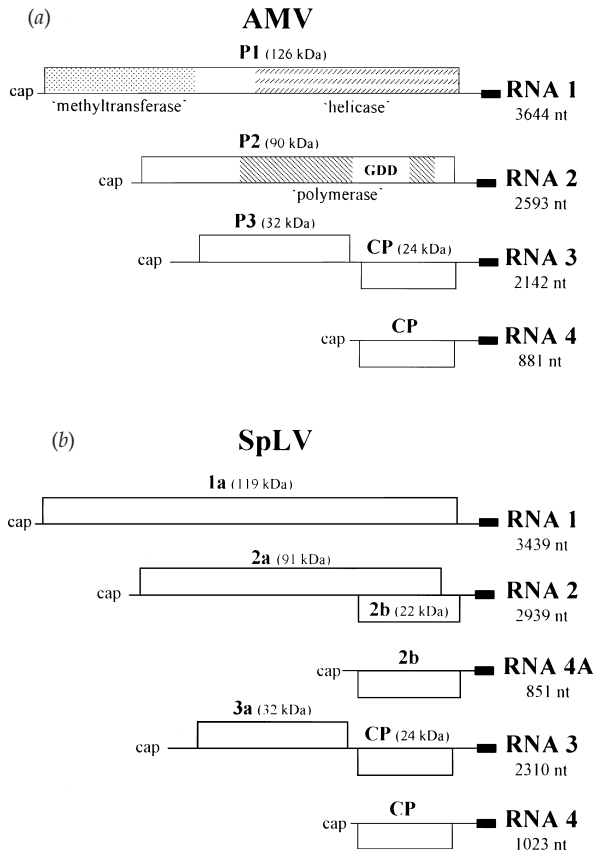 (a)
AMV
P1 (126 kDa)
cap
`methyltransferase`
`helicase`
RNA 1
3644 nt
P2 (90 kDa)
cap
GDD
`polymerase`
RNA 2
2593 nt
P3 (32 kDa)
cap
CP (24 kDa)
RNA 3
2142 nt
cap
CP
RNA 4
881 nt
(b)
SpLV
1a (119 kDa)
cap
RNA 1
3439 nt
2a (91 kDa)
cap
2b (22 kDa)
RNA 2
2939 nt
2b
cap
RNA 4A
851 nt
3a (32 kDa)
cap
CP (24 kDa)
RNA 3
2310 nt
CP
cap
RNA 4
1023 nt